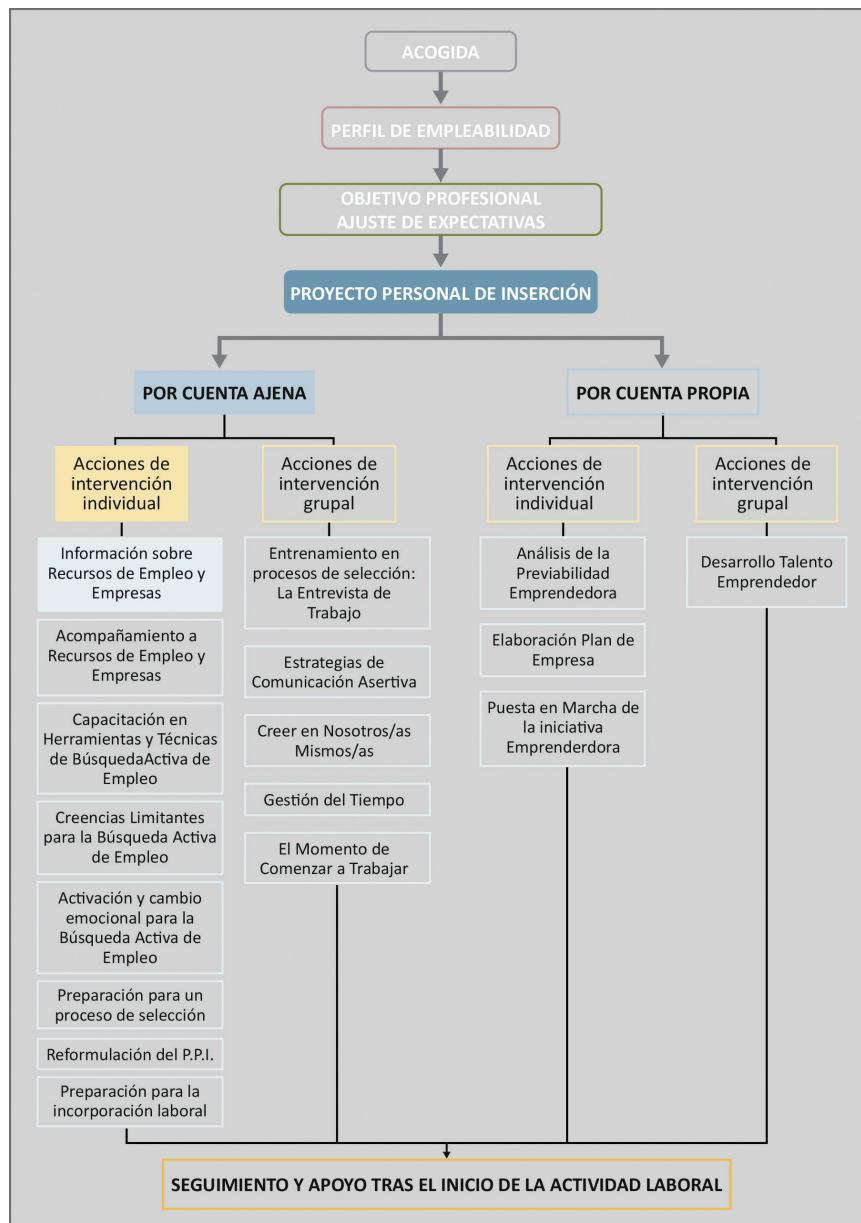 ACOGIDA
PERFIL DE EMPLEABILIDAD
OBJETIVO PROFESIONAL
AJUSTE DE EXPECTATIVAS
PROYECTO PERSONAL DE INSERCIÓN
POR CUENTA AJENA
Acciones de
intervención
individual
Información sobre
Recursos de Empleo y
Empresas
Acompañamiento a
Recursos de Empleo y
Empresas
Capacitación en
Herramientas y Técnicas
de BúsquedaActiva de
Empleo
Creencias Limitantes
para la Búsqueda Activa
de Empleo
Activación y cambio
emocional para la
Búsqueda Activa de
Empleo
Preparación para un
proceso de selección
Reformulación del P.P.I.
Preparación para la
incorporación laboral
Acciones de
intervención
grupal
Entrenamiento en
procesos de selección:
La Entrevista de
Trabajo
Estrategias de
Comunicación Asertiva
Creer en Nosotros/as
Mismos/as
Gestión del Tiempo
El Momento de
Comenzar a Trabajar
POR CUENTA PROPIA
Acciones de
intervención
individual
Análisis de la
Previabilidad
Emprendedora
Elaboración Plan de
Empresa
Puesta en Marcha de
la iniciativa
Emprenderdora
Acciones de
intervención
grupal
Desarrollo Talento
Emprendedor
SEGUIMIENTO Y APOYO TRAS EL INICIO DE LA ACTIVIDAD LABORAL